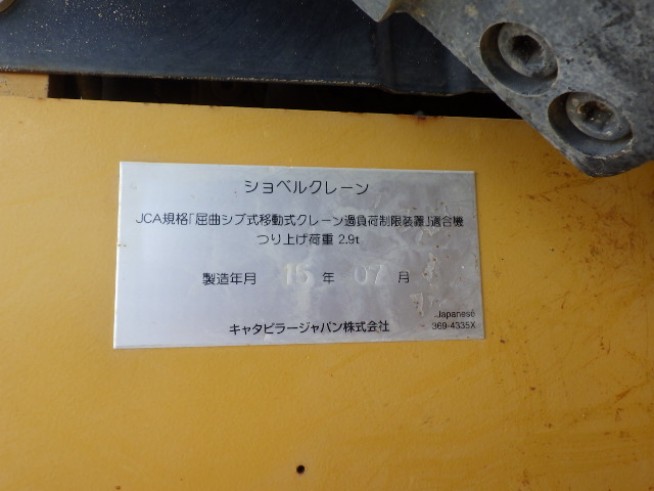 ショベルクレーン
JCA規格「屈曲ジブ式移動式クレーン過負荷制限装置」適合機
つり上げ荷重 2.9t
製造年月 15 年 07 月
キャタピラージャパン株式会社
Japanese
369-4335X